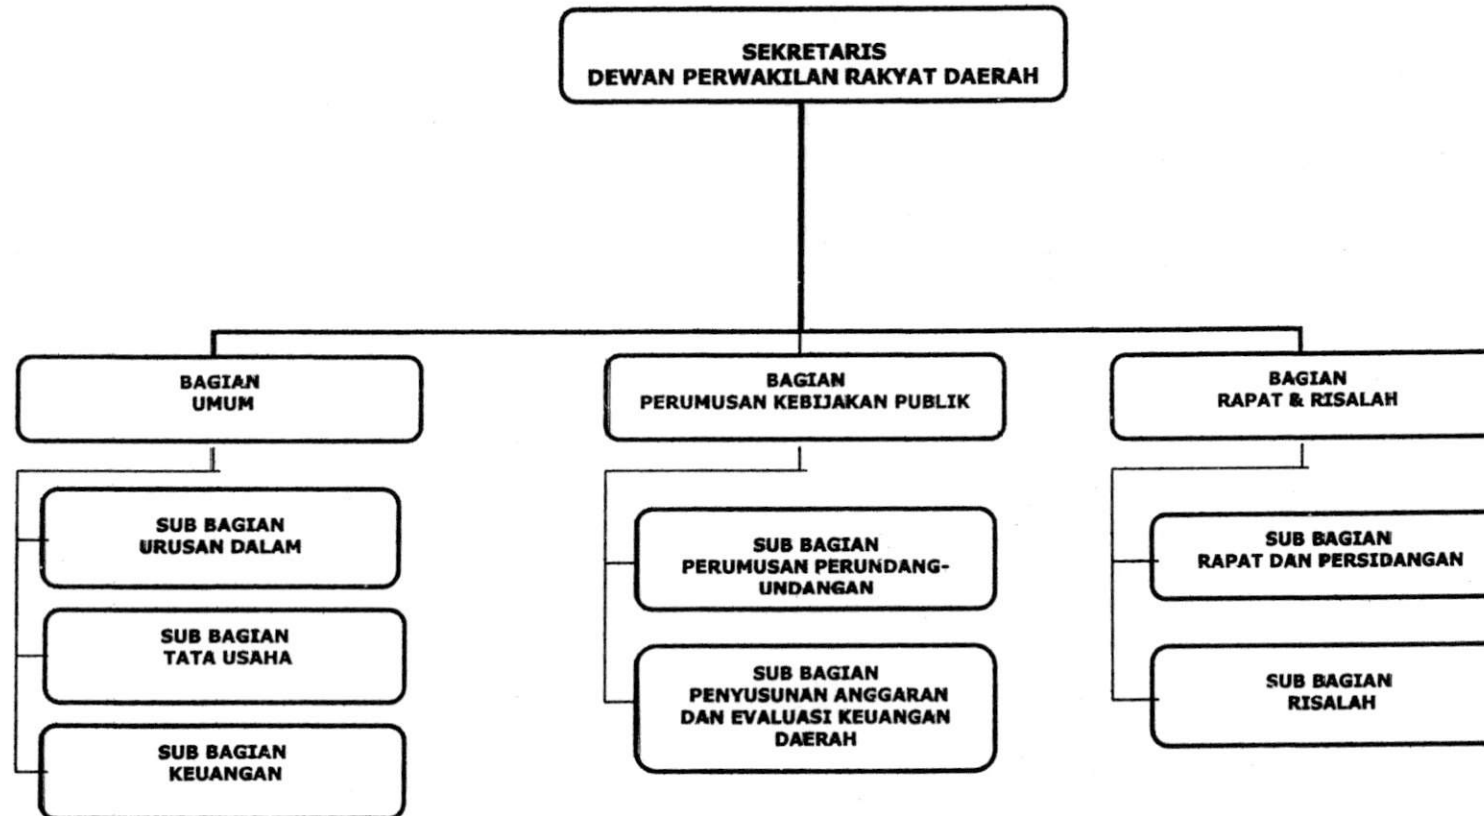 SEKRETARIS
DEWAN PERWAKILAN RAKYAT DAERAH
BAGIAN
UMUM
BAGIAN
PERUMUSAN KEBIJAKAN PUBLIK
BAGIAN
RAPAT & RISALAH
SUB BAGIAN
URUSAN DALAM
SUB BAGIAN
TATA USAHA
SUB BAGIAN
KEUANGAN
SUB BAGIAN
PERUMUSAN PERUNDANG-
UNDANGAN
SUB BAGIAN
PENYUSUNAN ANGGARAN
DAN EVALUASI KEUANGAN
DAERAH
SUB BAGIAN
RAPAT DAN PERSIDANGAN
SUB BAGIAN
RISALAH